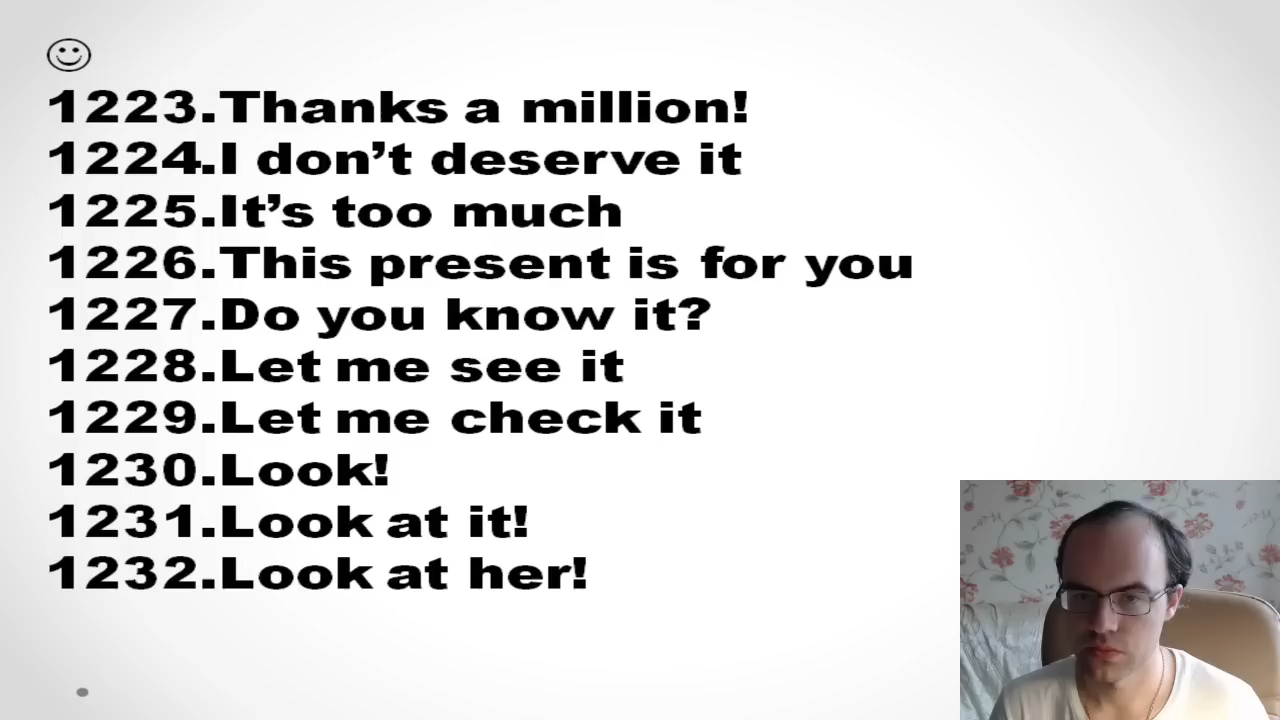 1223.Thanks a million!
1224.I don’t deserve it
1225.It’s too much
1226.This present is for you
1227.Do you know it?
1228.Let me see it
1229.Let me check it
1230.Look!
1231.Look at it!
1232.Look at her!